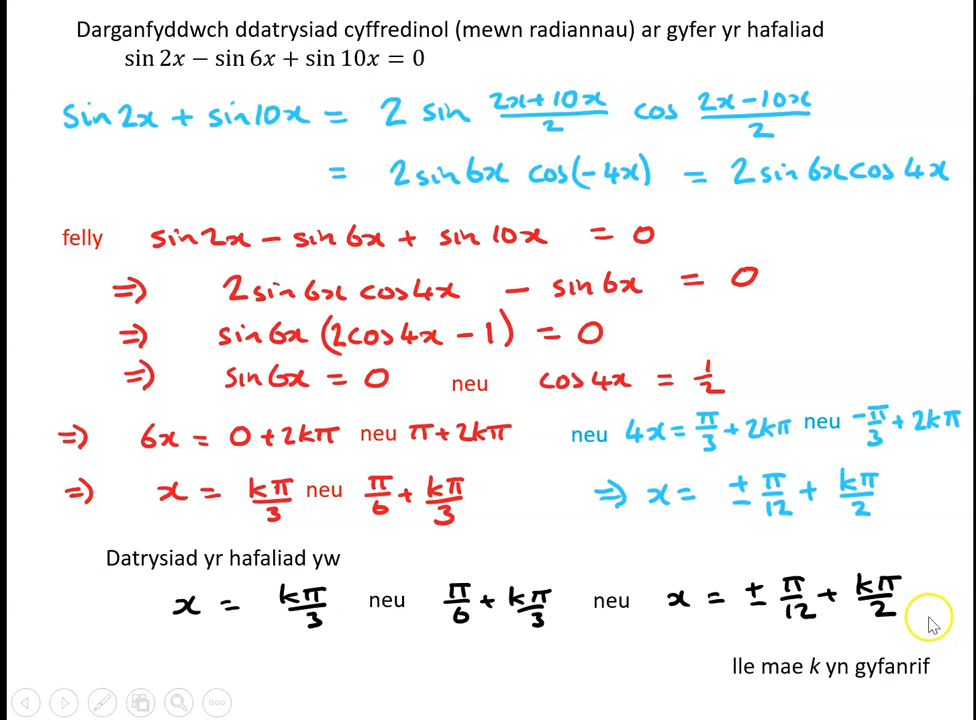 Darganfyddwch ddatrysiad cyffredinol (mewn radiannau) ar gyfer yr hafaliad
sin 2x − sin 6x + sin 10x = 0
sin 2x + sin 10x = 2 sin (2x+10x)/2 cos (2x−10x)/2
= 2 sin 6x cos(−4x) = 2 sin 6x cos 4x
felly sin 2x − sin 6x + sin 10x = 0
⇒ 2 sin 6x cos 4x − sin 6x = 0
⇒ sin 6x (2cos 4x − 1) = 0
⇒ sin 6x = 0 neu cos 4x = 1/2
⇒ 6x = 0 + 2kπ neu π + 2kπ neu 4x = π/3 + 2kπ neu −π/3 + 2kπ
⇒ x = kπ/3 neu π/6 + kπ/3 ⇒ x = ± π/12 + kπ/2
Datrysiad yr hafaliad yw
x = kπ/3 neu π/6 + kπ/3 neu x = ± π/12 + kπ/2
lle mae k yn gyfanrif